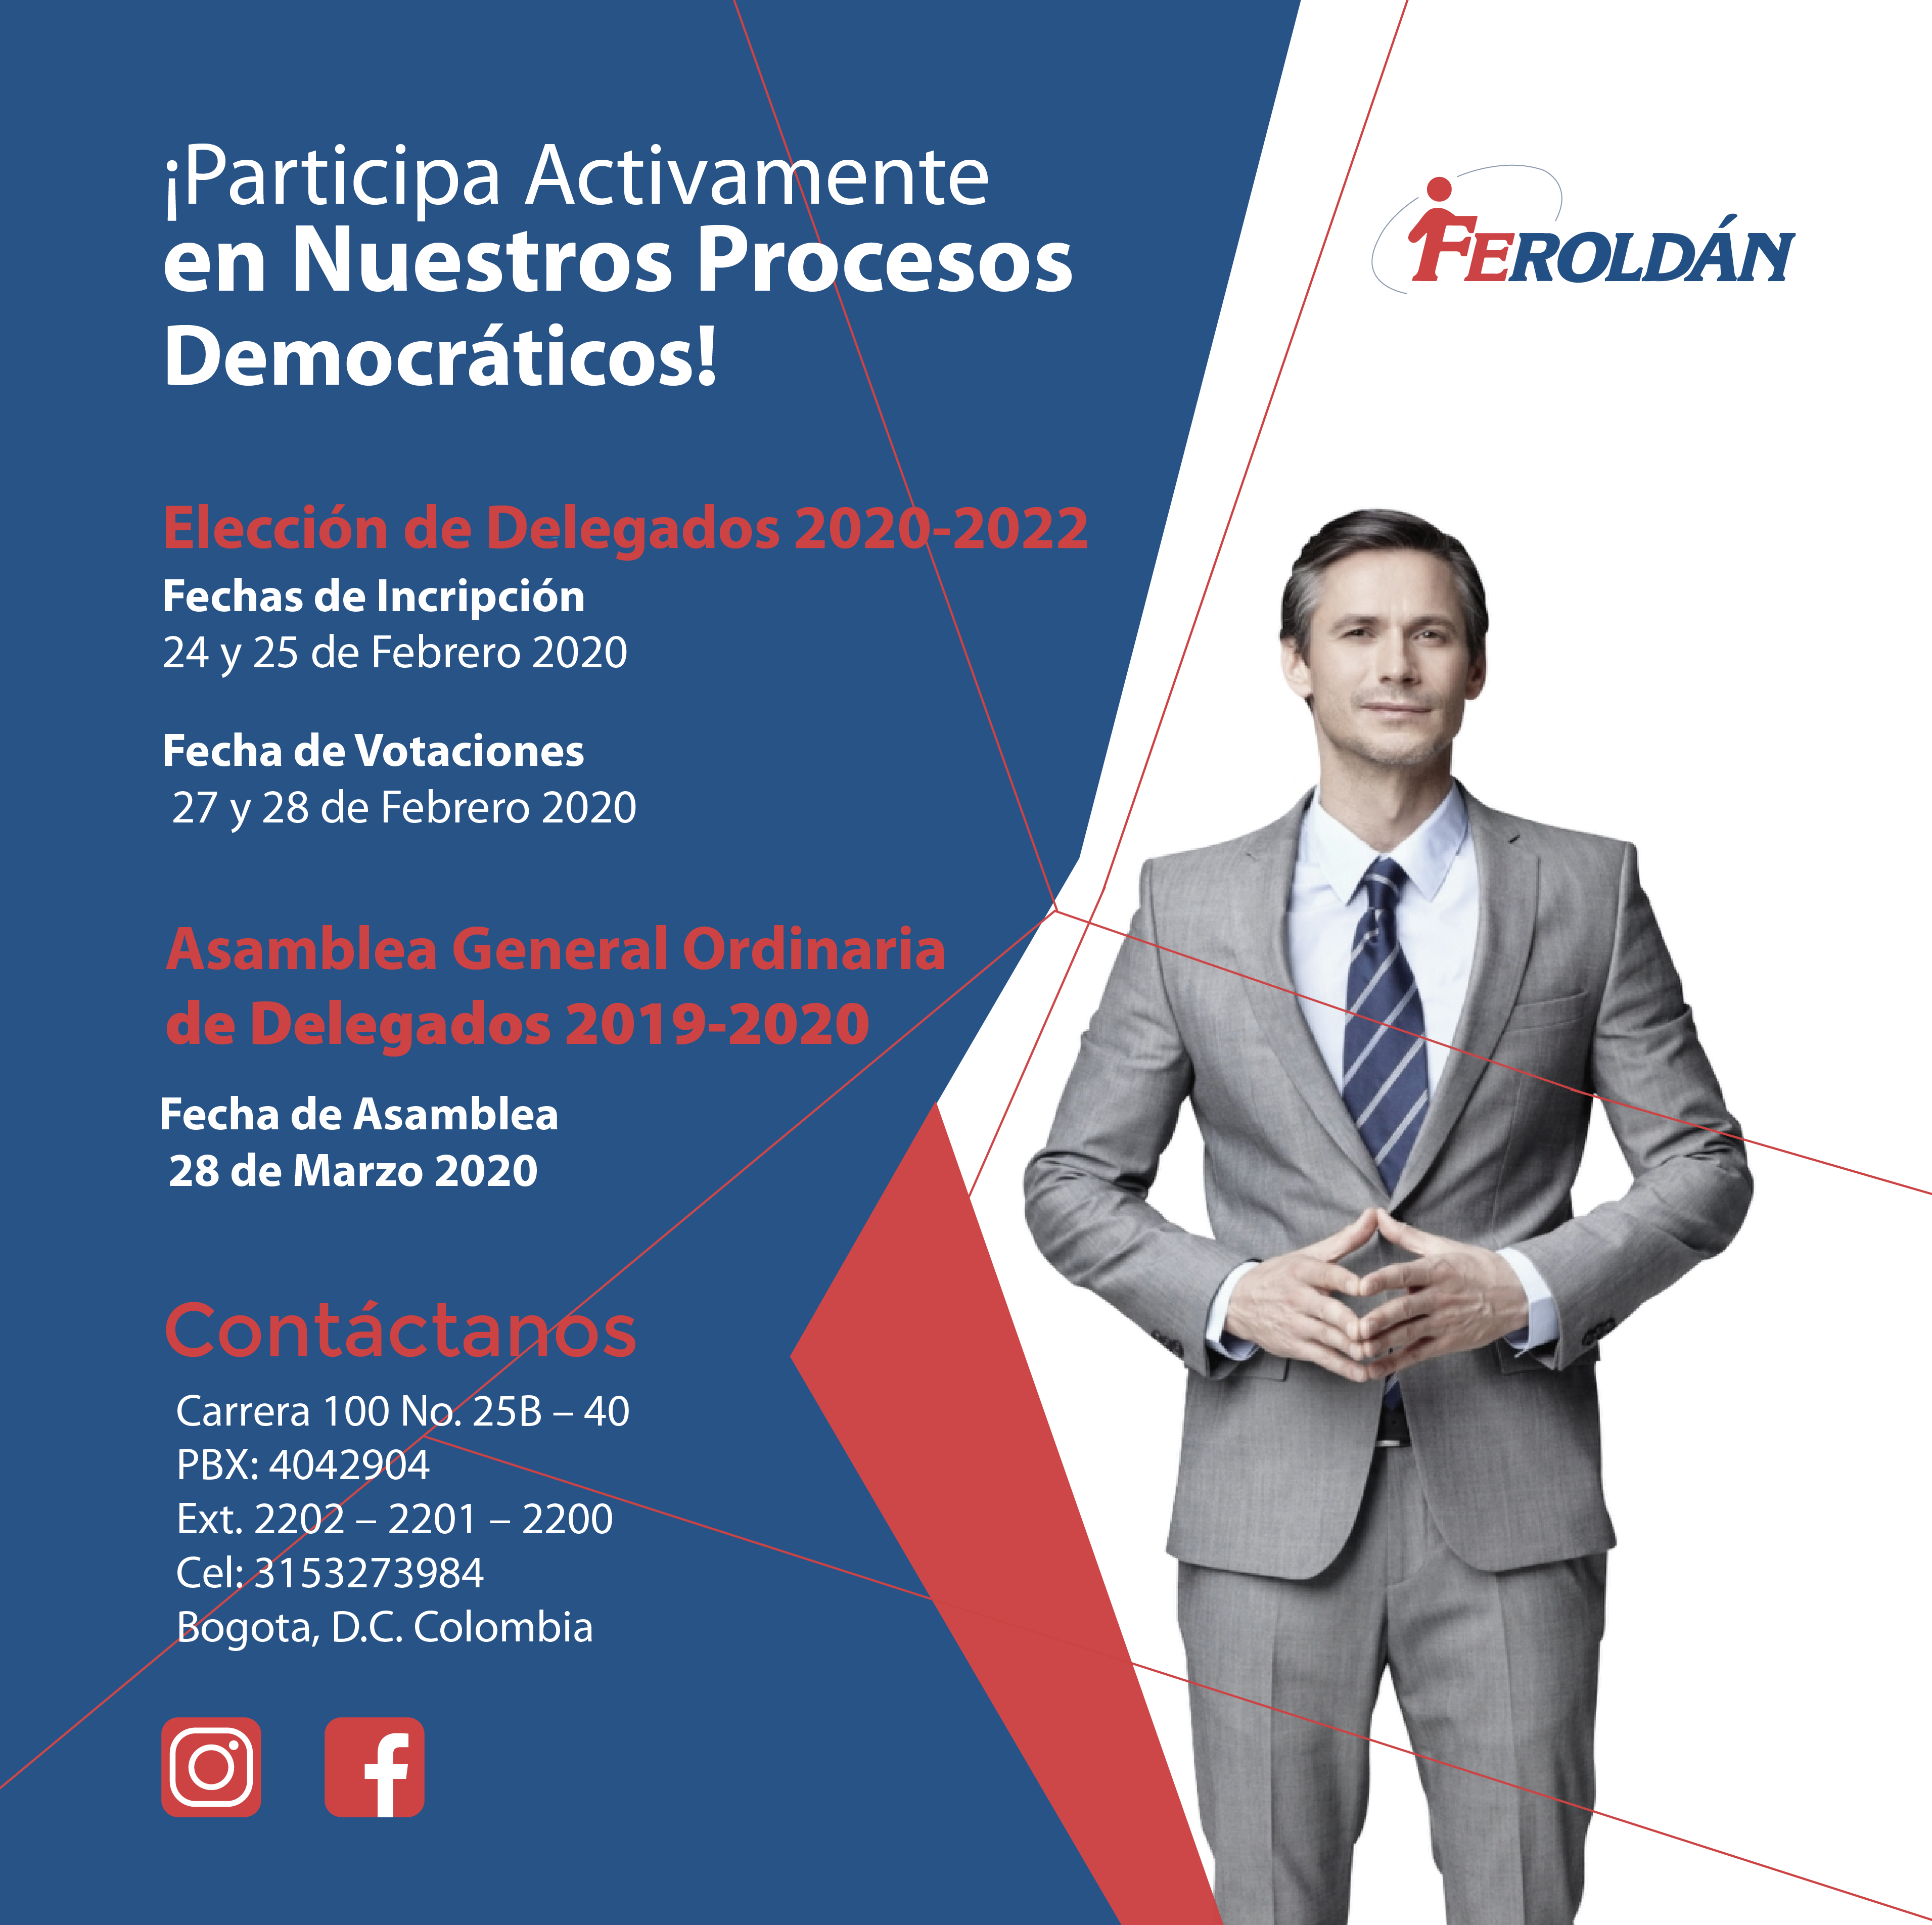 ¡Participa Activamente
en Nuestros Procesos
Democráticos!
FEROLDÁN
Elección de Delegados 2020-2022
Fechas de Incripción
24 y 25 de Febrero 2020
Fecha de Votaciones
27 y 28 de Febrero 2020
Asamblea General Ordinaria
de Delegados 2019-2020
Fecha de Asamblea
28 de Marzo 2020
Contáctanos
Carrera 100 No. 25B – 40
PBX: 4042904
Ext. 2202 – 2201 – 2200
Cel: 3153273984
Bogota, D.C. Colombia